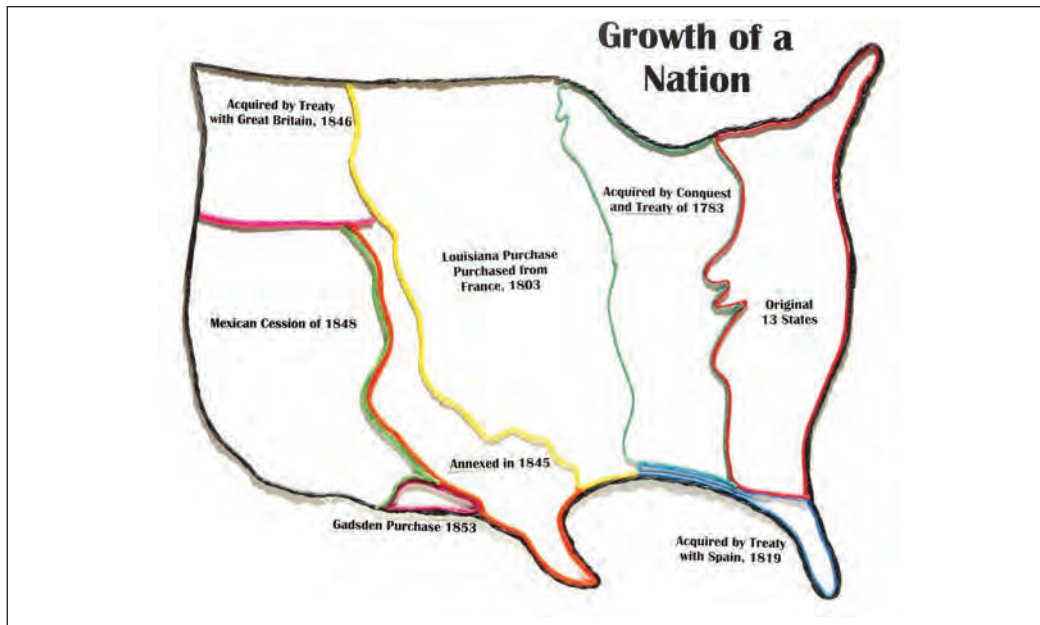 Growth of a
Nation
Acquired by Treaty
with Great Britain, 1846
Acquired by Conquest
and Treaty of 1783
Louisiana Purchase
Purchased from
France, 1803
Original
13 States
Mexican Cession of 1848
Annexed in 1845
Gadsden Purchase 1853
Acquired by Treaty
with Spain, 1819